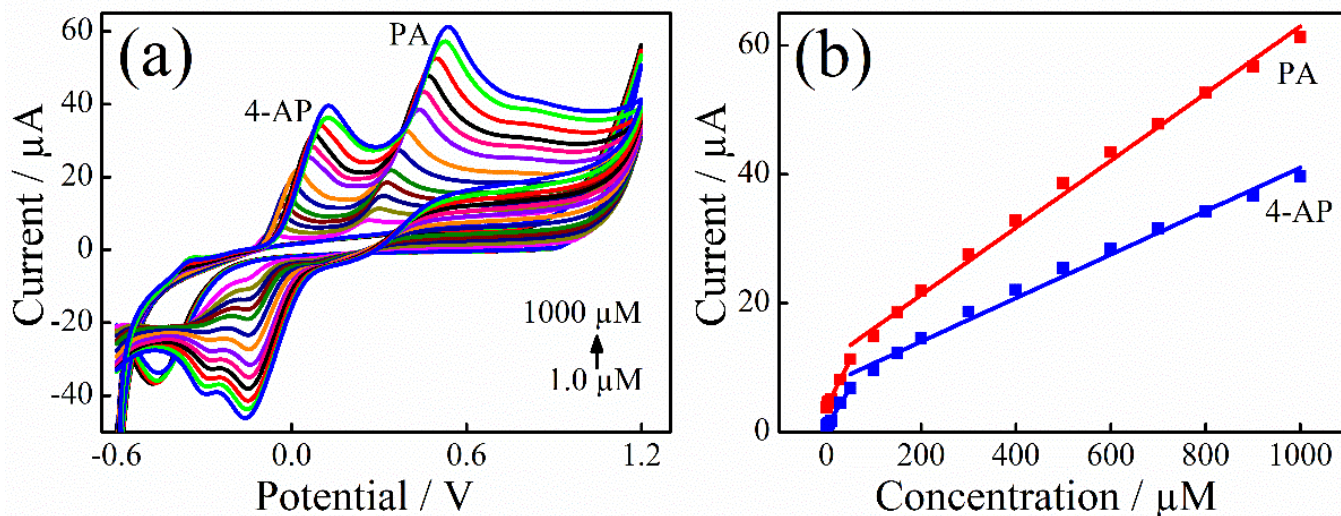 (a)
PA
4-AP
1000 µM
1.0 µM
60
40
20
0
-20
-40
-0.6
0.0
0.6
1.2
Current / µA
Potential / V
(b)
PA
4-AP
60
40
20
0
0
200
400
600
800
1000
Current / µA
Concentration / µM